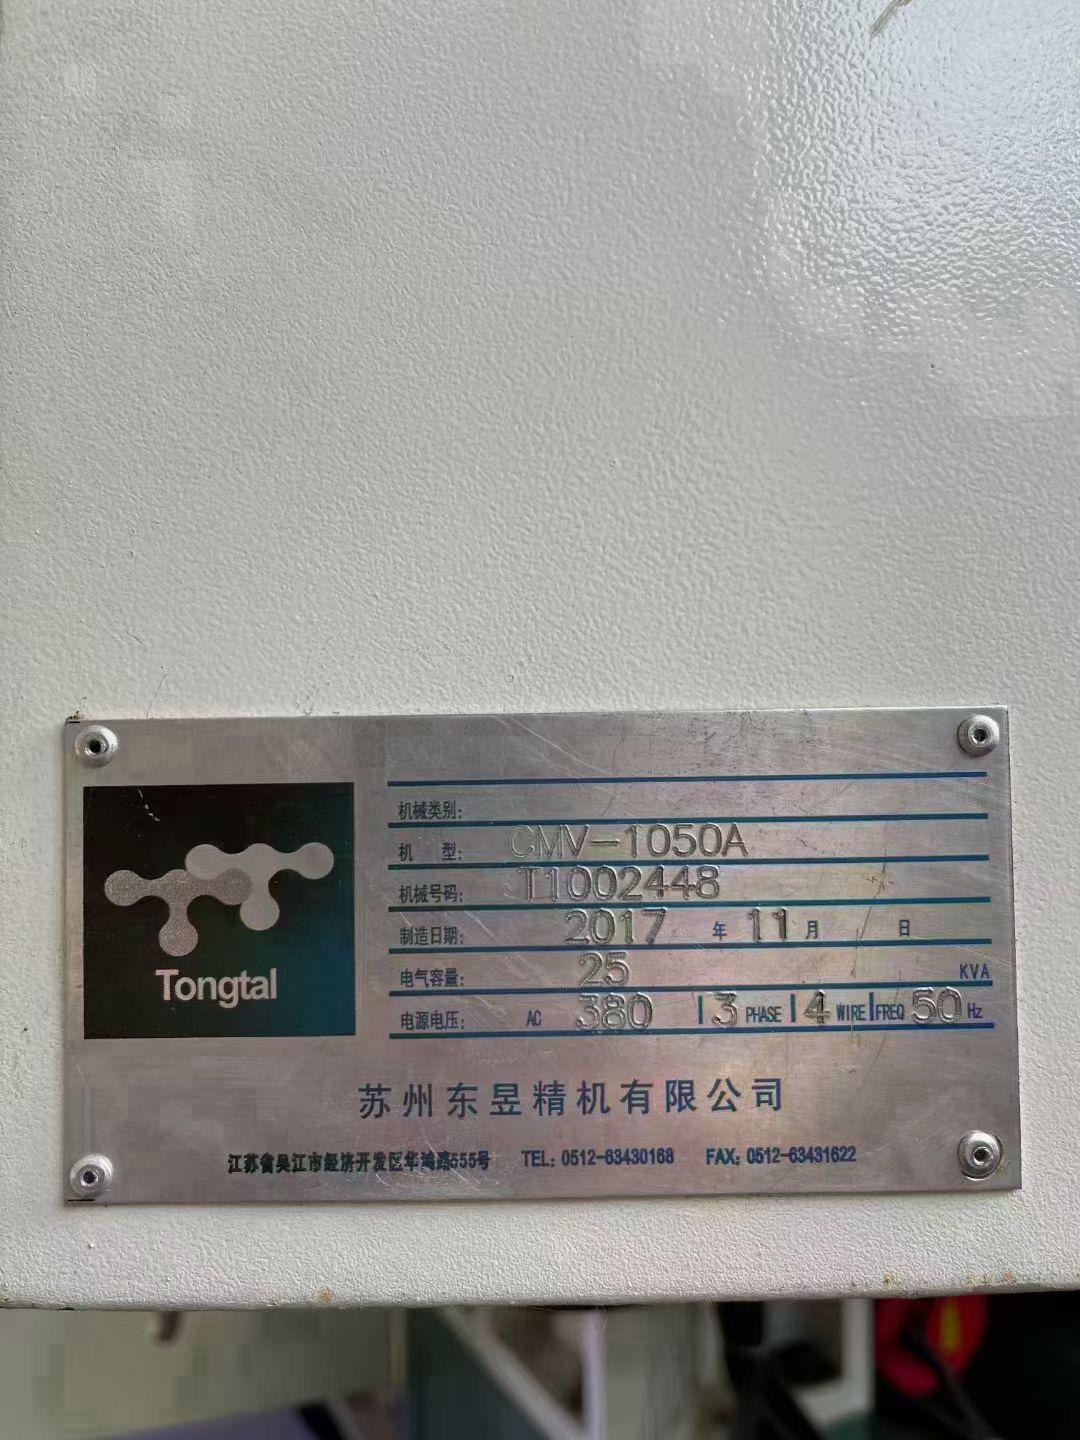 Tongtai
机械类别:
机 型: CMV-1050A
机械号码: T1002448
制造日期: 2017 年 11 月 日
电气容量: 25 KVA
电源电压: AC 380 | 3 PHASE | 4 WIRE | FREQ 50 Hz
苏州东昱精机有限公司
江苏省吴江市经济开发区华鸿路555号 TEL: 0512-63430168 FAX: 0512-63431622